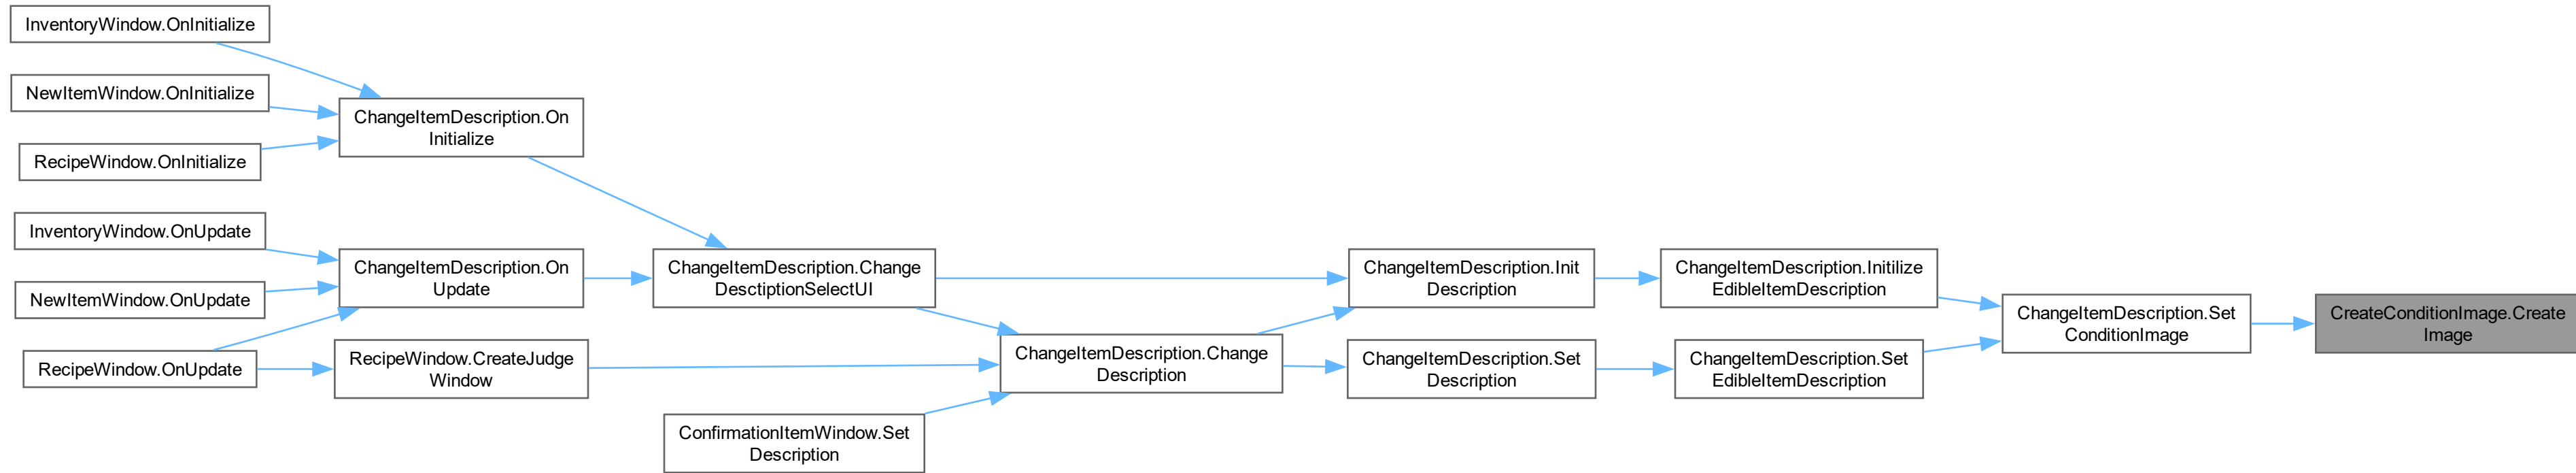 InventoryWindow.OnInitialize
NewItemWindow.OnInitialize
RecipeWindow.OnInitialize
InventoryWindow.OnUpdate
NewItemWindow.OnUpdate
RecipeWindow.OnUpdate
ChangeItemDescription.On
Initialize
ChangeItemDescription.On
Update
RecipeWindow.CreateJudge
Window
ChangeItemDescription.Change
DesctiptionSelectUI
ConfirmationItemWindow.Set
Description
ChangeItemDescription.Change
Description
ChangeItemDescription.Init
Description
ChangeItemDescription.Set
Description
ChangeItemDescription.Initilize
EdibleItemDescription
ChangeItemDescription.Set
EdibleItemDescription
ChangeItemDescription.Set
ConditionImage
CreateConditionImage.Create
Image